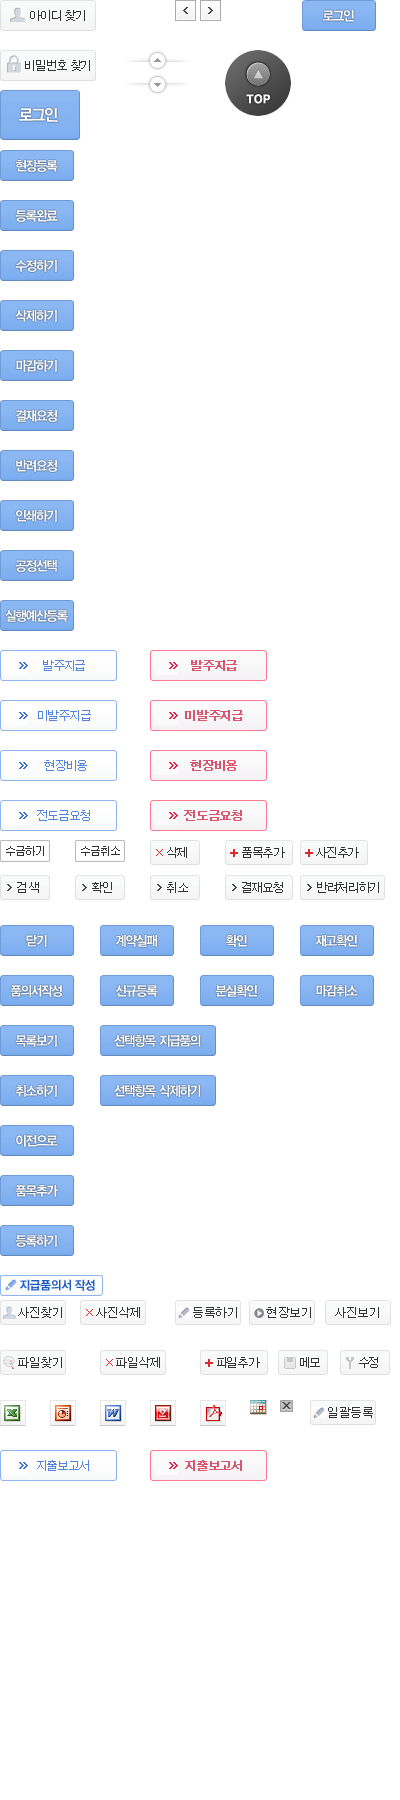 아이디 찾기
로그인
비밀번호 찾기
TOP
로그인
현장등록
등록완료
수정하기
삭제하기
마감하기
결재요청
반려요청
인쇄하기
공정선택
실행예산등록
발주지급 발주지급
미발주지급 미발주지급
현장비용 현장비용
전도금요청 전도금요청
수금하기 수금취소 삭제 품목추가 사진추가
검색 확인 취소 결재요청 반려처리하기
닫기 계약실패 확인 재고확인
품의서작성 신규등록 분실확인 마감취소
목록보기 선택항목 지급품의
취소하기 선택항목 삭제하기
이전으로
품목추가
등록하기
지급품의서 작성
사진찾기 사진삭제 등록하기 현장보기 사진보기
파일찾기 파일삭제 파일추가 메모 수정
일괄등록
지출보고서 지출보고서